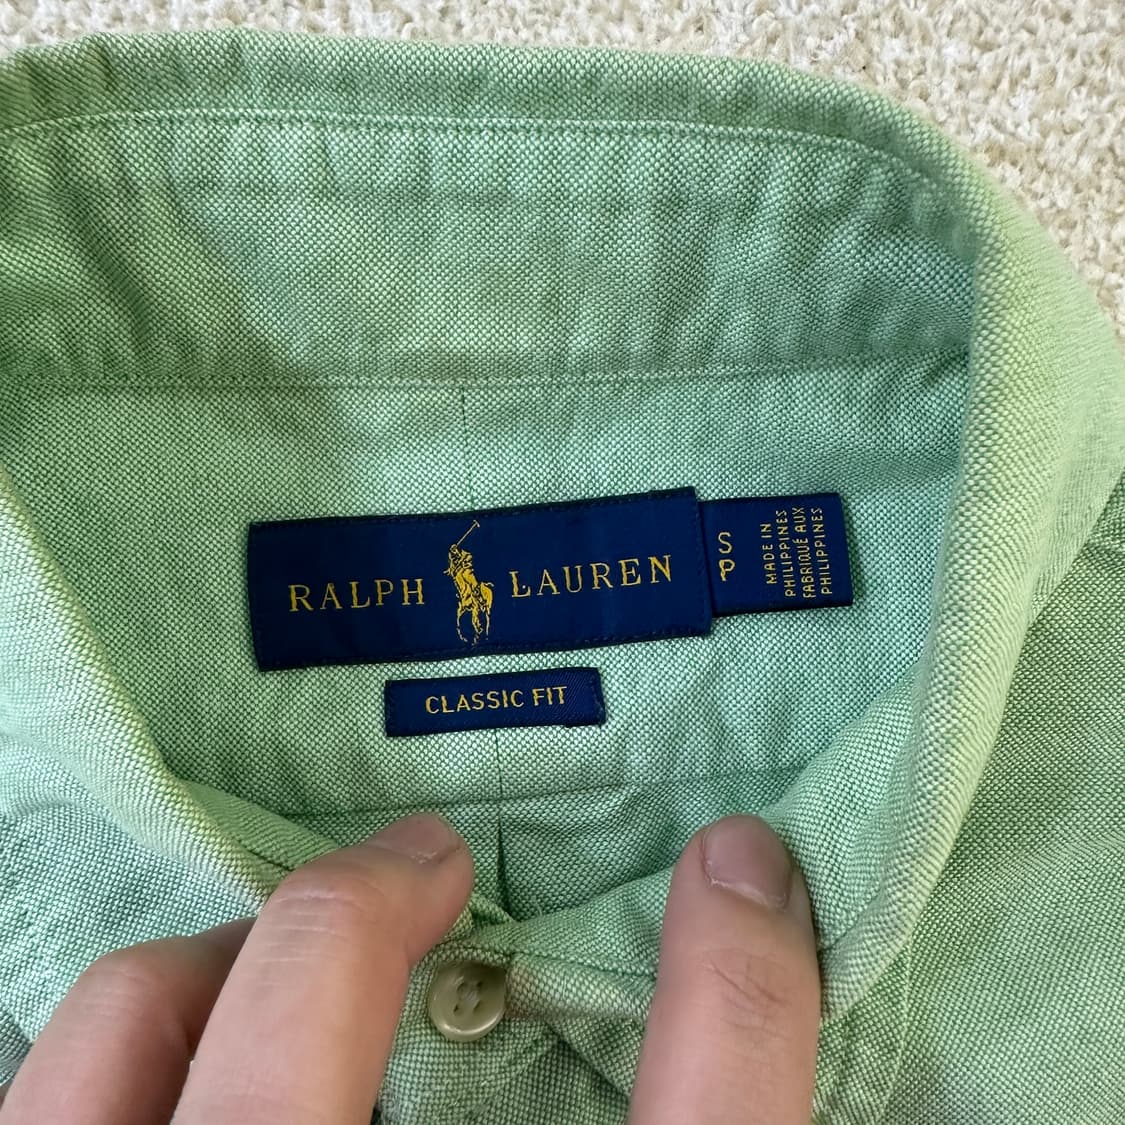 RALPH LAUREN
S
P
MADE IN
PHILIPPINES
FABRIQUÉ AUX
PHILIPPINES
CLASSIC FIT